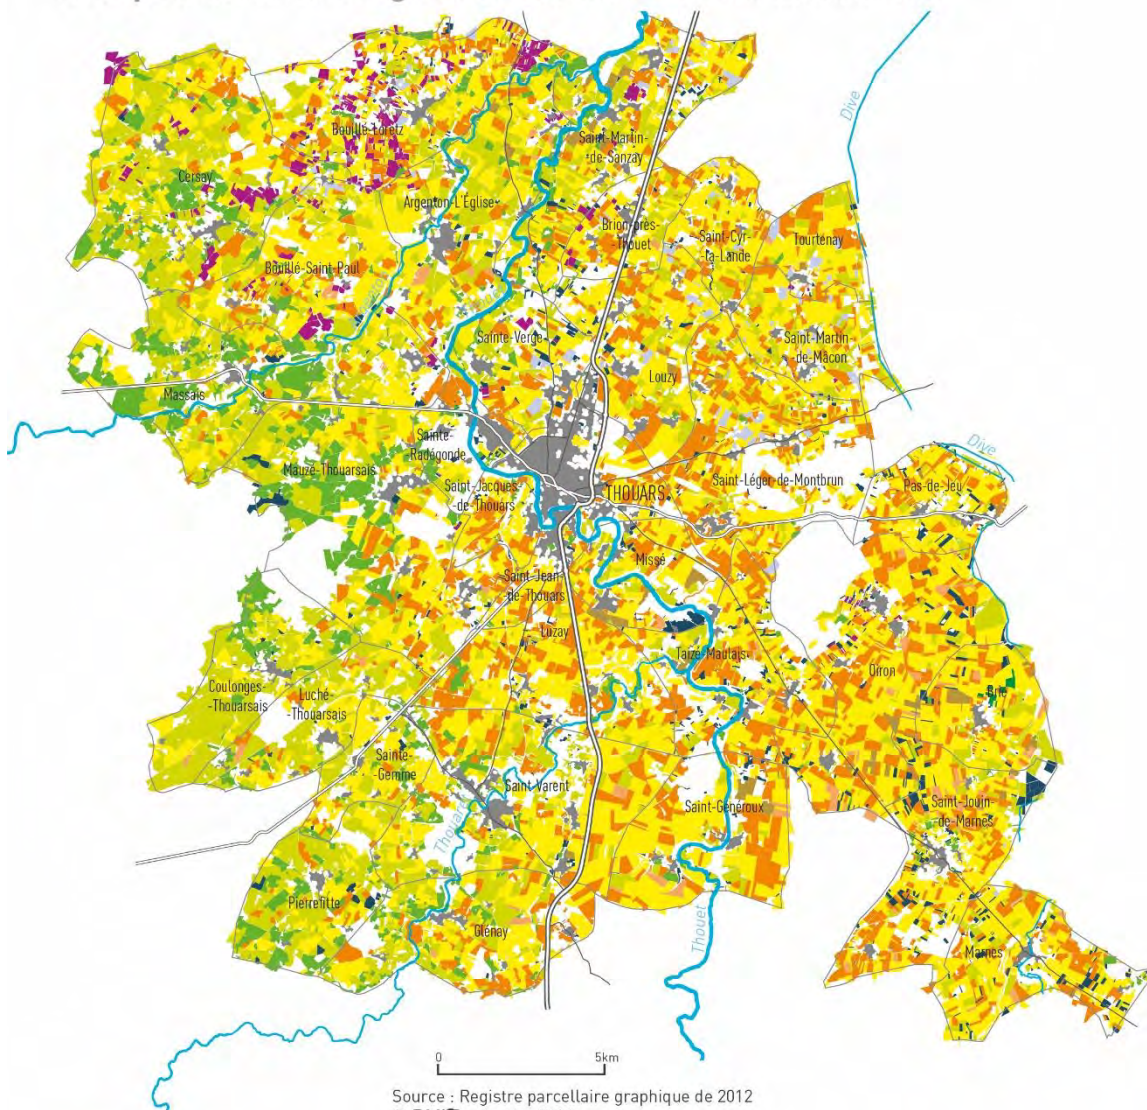 Dive
Bouillé-Loretz
Saint-Martin-
-de-Sanzay
Cersay
Argenton-L'Église
Brion-près-
-Thouet
Saint-Cyr-
-la-Lande
Tourtenay
Bouillé-Saint-Paul
Sainte-Verge
Saint-Martin
-de-Mâcon
Louzy
Massais
Sainte-
Radégonde
Dive
Mauzé-Thouarsais
Saint-Jacques-
-de-Thouars
THOUARS
Saint-Léger-de-Montbrun
Pas-de-Jeu
Missé
Saint-Jean-
-de-Thouars
Luzay
Taizé-Maulais
Oiron
Coulonges-
-Thouarsais
Luché
-Thouarsais
Brie
Sainte-
-Gemme
Saint-Varent
Saint-Généroux
Saint-Jouin-
de-Marnes
Pierrefitte
Glénay
Thouet
Marnes
0 5km
Source : Registre parcellaire graphique de 2012